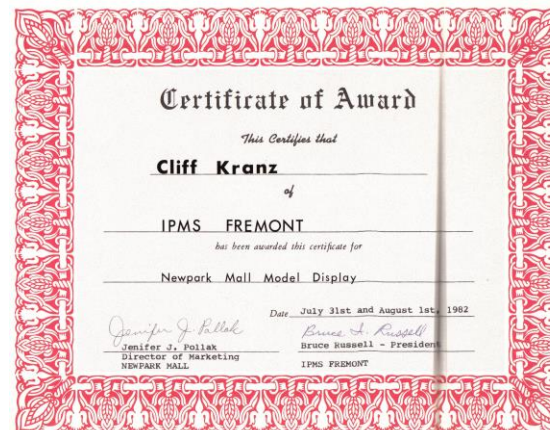 Certificate of Award
This Certifies that
Cliff Kranz
of
IPMS FREMONT
has been awarded this certificate for
Newpark Mall Model Display
Date July 31st and August 1st, 1982
Jenifer J. Pollak
Bruce I. Russell
Jenifer J. Pollak
Bruce Russell - President
Director of Marketing
NEWPARK MALL
IPMS FREMONT